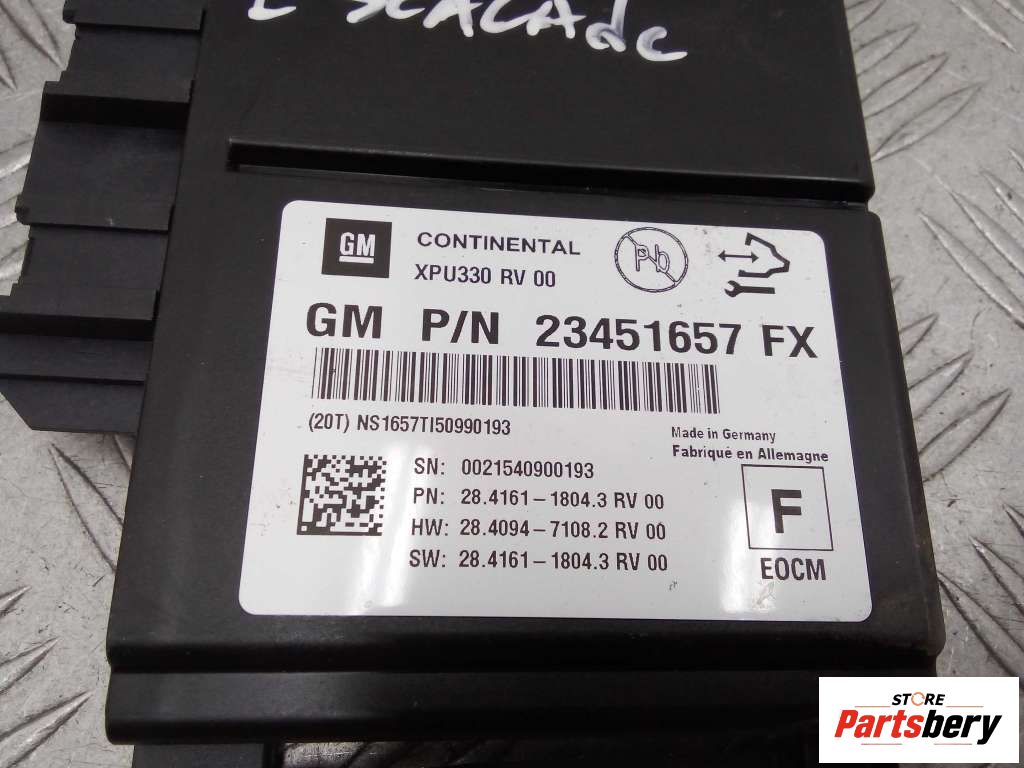 ESCALADE
GM
CONTINENTAL
XPU330 RV 00
Pb
GM P/N 23451657 FX
(20T) NS1657TI50990193
Made in Germany
Fabriqué en Allemagne
SN: 0021540900193
PN: 28.4161-1804.3 RV 00
HW: 28.4094-7108.2 RV 00
SW: 28.4161-1804.3 RV 00
F
EOCM
STORE
Partsbery